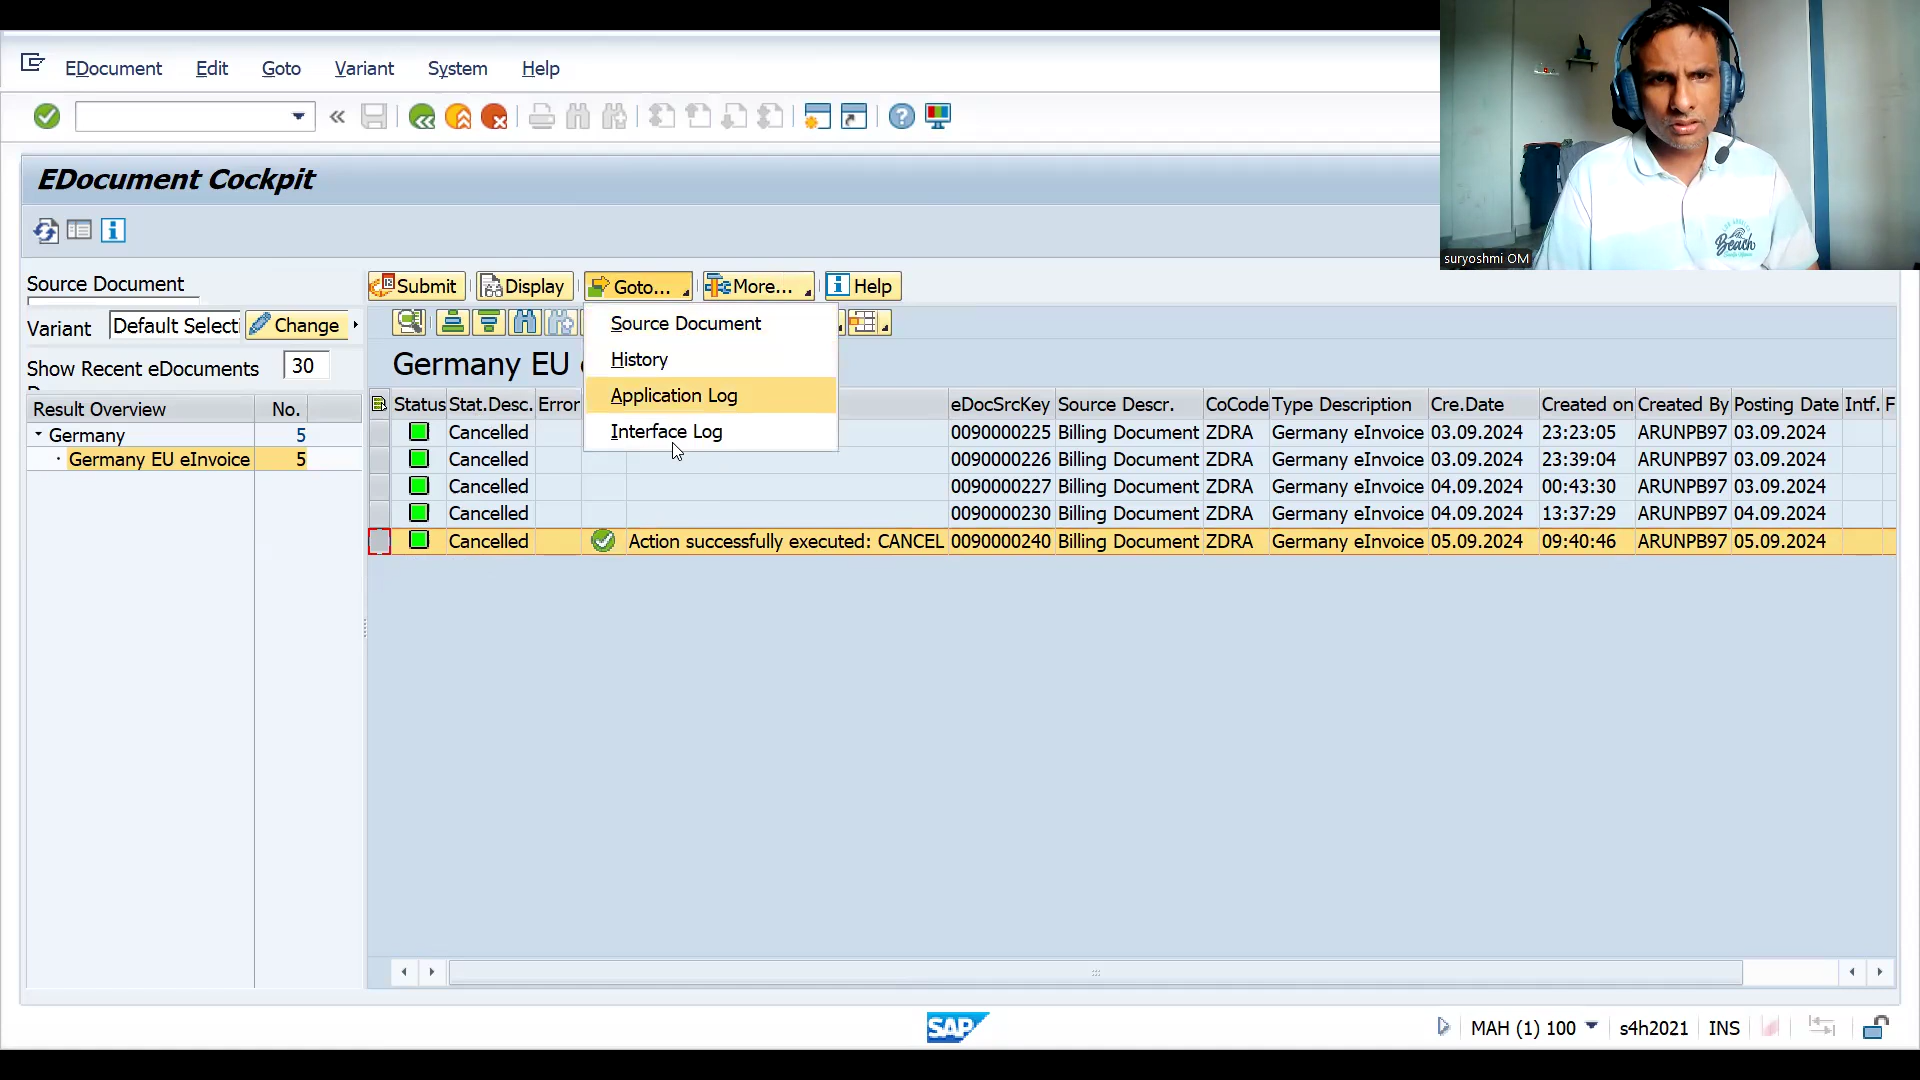 EDocument Edit Goto Variant System Help
EDocument Cockpit
suryoshmi OM
Beach
Source Document
Submit Display Goto... More... Help
Variant Default Select Change
Source Document
History
Application Log
Interface Log
Show Recent eDocuments 30
Germany EU
Result Overview No.
Germany 5
Germany EU eInvoice 5
Status Stat.Desc. Error eDocSrcKey Source Descr. CoCode Type Description Cre.Date Created on Created By Posting Date Intf. F
Cancelled 0090000225 Billing Document ZDRA Germany eInvoice 03.09.2024 23:23:05 ARUNPB97 03.09.2024
Cancelled 0090000226 Billing Document ZDRA Germany eInvoice 03.09.2024 23:39:04 ARUNPB97 03.09.2024
Cancelled 0090000227 Billing Document ZDRA Germany eInvoice 04.09.2024 00:43:30 ARUNPB97 03.09.2024
Cancelled 0090000230 Billing Document ZDRA Germany eInvoice 04.09.2024 13:37:29 ARUNPB97 04.09.2024
Cancelled Action successfully executed: CANCEL 0090000240 Billing Document ZDRA Germany eInvoice 05.09.2024 09:40:46 ARUNPB97 05.09.2024
SAP
MAH (1) 100 s4h2021 INS